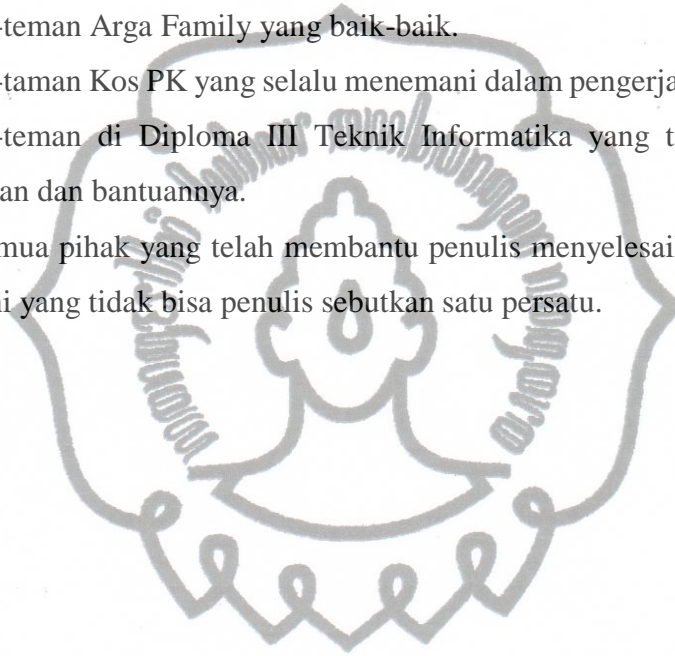 -teman Arga Family yang baik-baik.
-taman Kos PK yang selalu menemani dalam pengerja
-teman di Diploma III Teknik Informatika yang t
an dan bantuannya.
mua pihak yang telah membantu penulis menyelesai
i yang tidak bisa penulis sebutkan satu persatu.